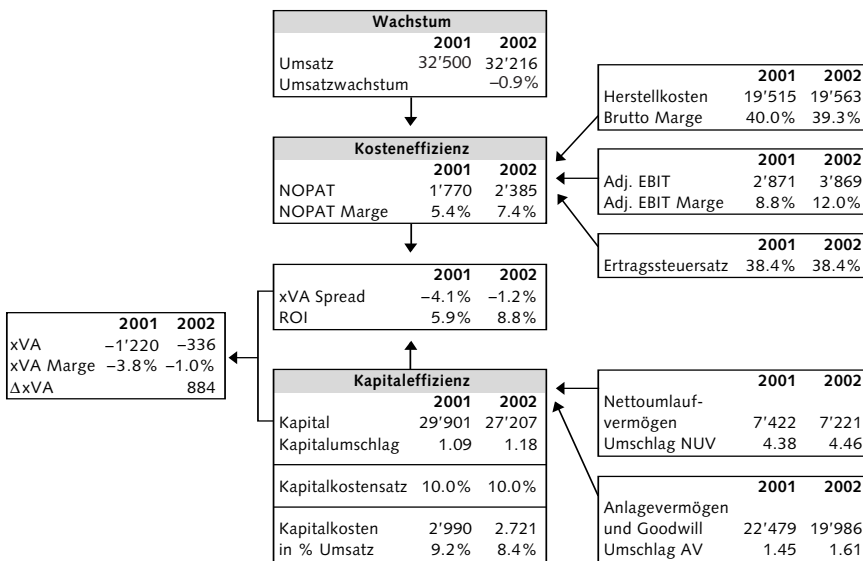 Wachstum
2001 2002
Umsatz 32’500 32’216
Umsatzwachstum –0.9%
2001 2002
Herstellkosten 19’515 19’563
Brutto Marge 40.0% 39.3%
Kosteneffizienz
2001 2002
NOPAT 1’770 2’385
NOPAT Marge 5.4% 7.4%
2001 2002
Adj. EBIT 2’871 3’869
Adj. EBIT Marge 8.8% 12.0%
2001 2002
Ertragssteuersatz 38.4% 38.4%
2001 2002
xVA Spread –4.1% –1.2%
ROI 5.9% 8.8%
2001 2002
xVA –1’220 –336
xVA Marge –3.8% –1.0%
ΔxVA 884
Kapitaleffizienz
2001 2002
Kapital 29’901 27’207
Kapitalumschlag 1.09 1.18
Kapitalkostensatz 10.0% 10.0%
Kapitalkosten 2’990 2.721
in % Umsatz 9.2% 8.4%
2001 2002
Nettoumlauf-
vermögen 7’422 7’221
Umschlag NUV 4.38 4.46
2001 2002
Anlagevermögen
und Goodwill 22’479 19’986
Umschlag AV 1.45 1.61